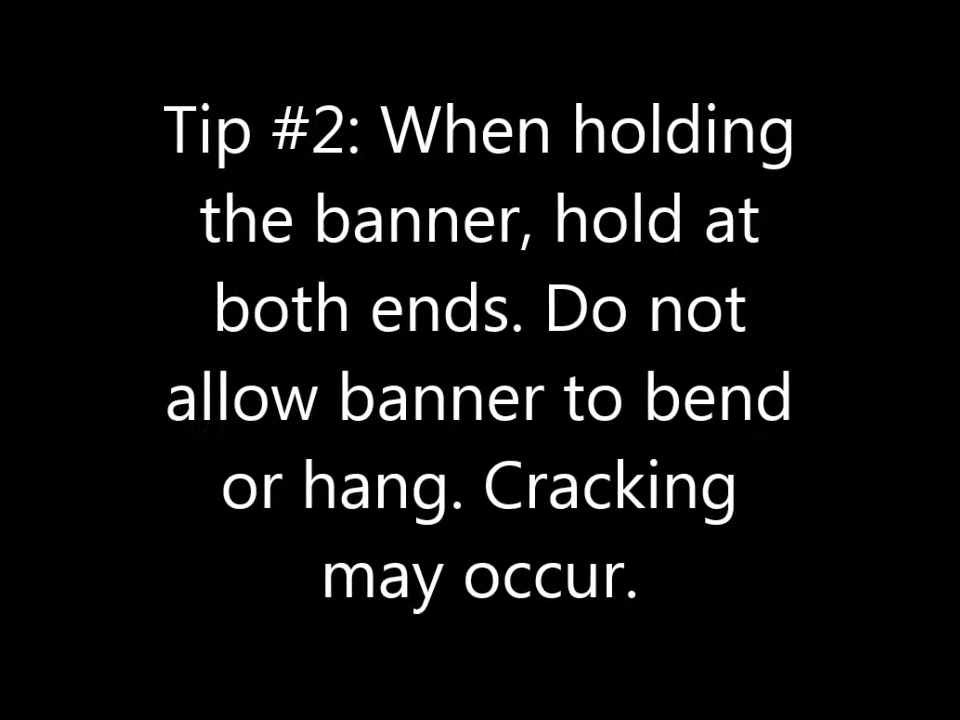 Tip #2: When holding
the banner, hold at
both ends. Do not
allow banner to bend
or hang. Cracking
may occur.